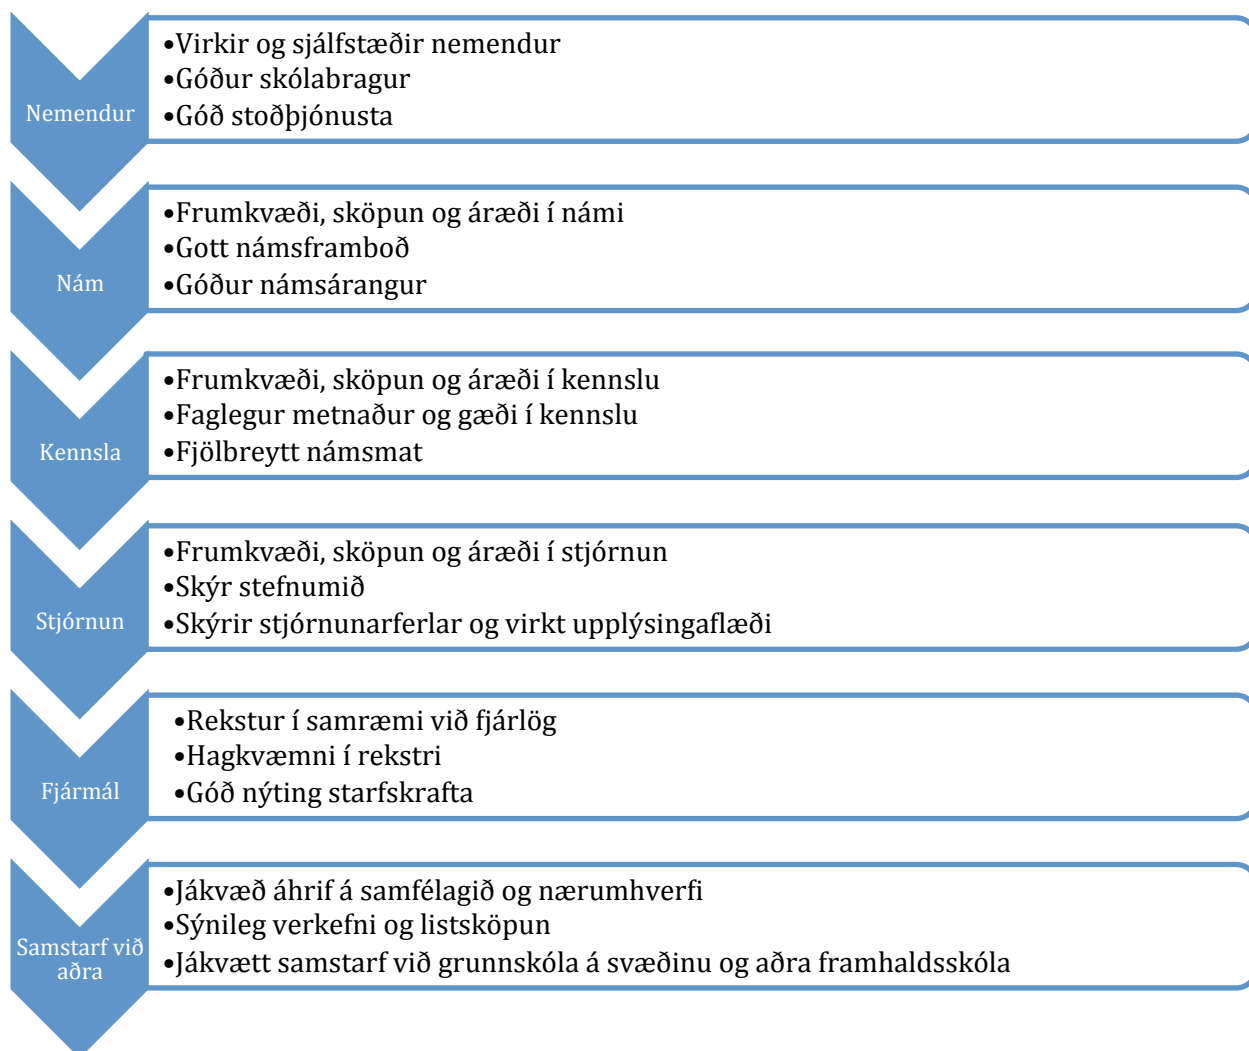 Nemendur
•Virkir og sjálfstæðir nemendur
•Góður skólabragur
•Góð stoðþjónusta
Nám
•Frumkvæði, sköpun og áræði í námi
•Gott námsframboð
•Góður námsárangur
Kennsla
•Frumkvæði, sköpun og áræði í kennslu
•Faglegur metnaður og gæði í kennslu
•Fjölbreytt námsmat
Stjórnun
•Frumkvæði, sköpun og áræði í stjórnun
•Skýr stefnumið
•Skýrir stjórnunarferlar og virkt upplýsingaflæði
Fjármál
•Rekstur í samræmi við fjárlög
•Hagkvæmni í rekstri
•Góð nýting starfskrafta
Samstarf við
aðra
•Jákvæð áhrif á samfélagið og nærumhverfi
•Sýnileg verkefni og listsköpun
•Jákvætt samstarf við grunnskóla á svæðinu og aðra framhaldsskóla